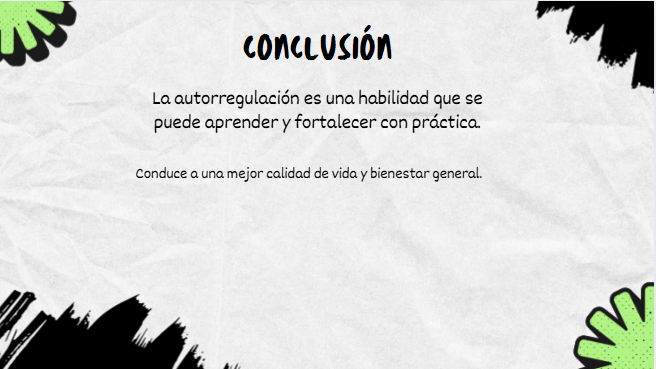 CONCLUSIÓN
La autorregulación es una habilidad que se
puede aprender y fortalecer con práctica.
Conduce a una mejor calidad de vida y bienestar general.